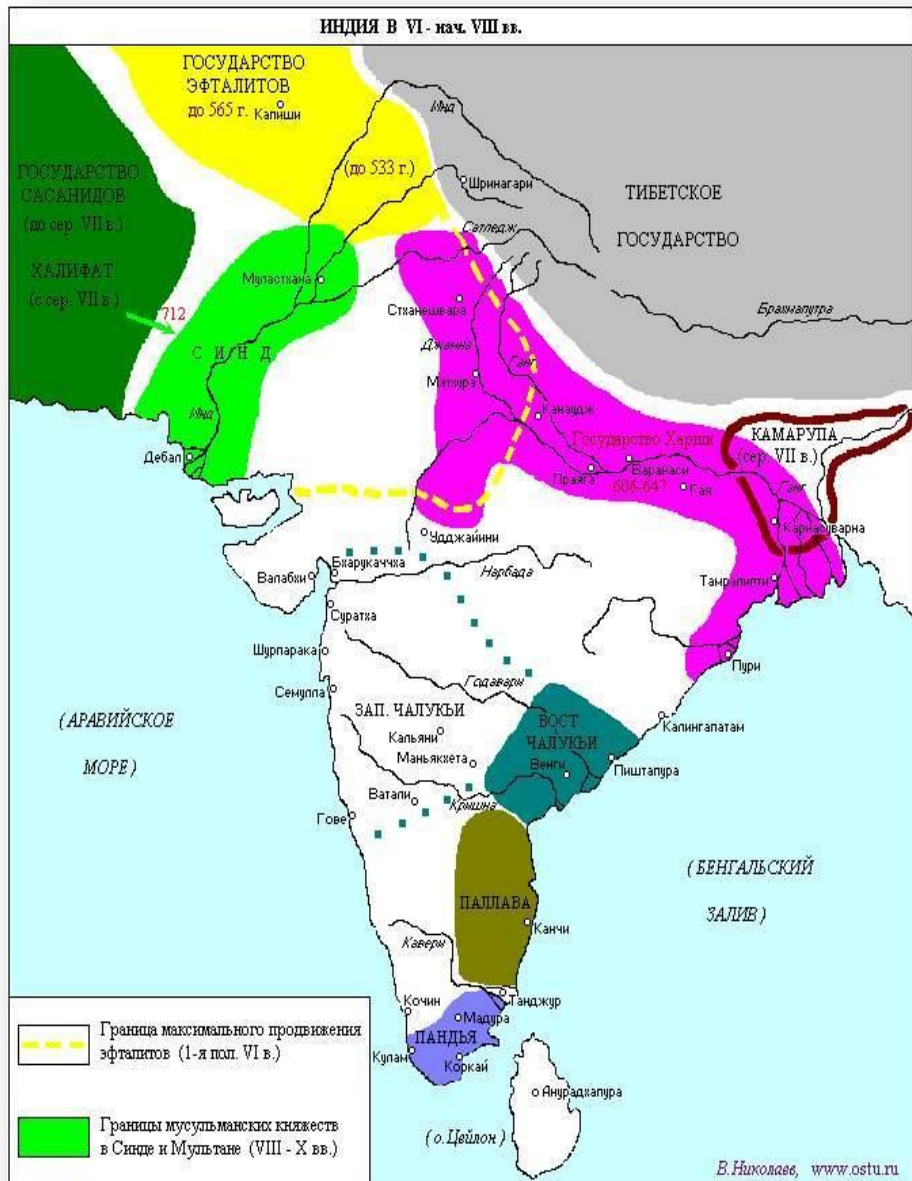 ИНДИЯ В VI - нач. VIII вв.
ГОСУДАРСТВО
ЭФТАЛИТОВ
до 565 г.
Капиши
Инд
(до 533 г.)
Шринагари
ГОСУДАРСТВО
САСАНИДОВ
(до сер. VII в.)
ТИБЕТСКОЕ
ГОСУДАРСТВО
Сатледж
ХАЛИФАТ
(с сер. VII в.)
712
Муластхана
Стханешвара
Брахмапутра
С И Н Д
Джамна
Ганг
Матхура
Инд
Канаудж
Государство Харши
КАМАРУПА
(сер. VII в.)
Дебал
Праяга
Варанаси
606-647
Гая
Ганг
Карнасуварна
Удджайини
Бхарукаччха
Нарбада
Валабхи
Тамралипти
Суратха
Шурпарака
Пури
Семулла
Годавари
(АРАВИЙСКОЕ
МОРЕ)
ЗАП. ЧАЛУКЬИ
Кальяни
Маньякхета
ВОСТ.
ЧАЛУКЬИ
Венги
Калингапатам
Пиштапура
Ватапи
Кришна
Гове
(БЕНГАЛЬСКИЙ
ЗАЛИВ)
ПАЛЛАВА
Канчи
Кавери
Танджур
Кочин
Мадура
ПАНДЬЯ
Кулам
Коркай
Анурадхапура
(о. Цейлон)
Граница максимального продвижения
эфталитов (1-я пол. VI в.)
Границы мусульманских княжеств
в Синде и Мультане (VIII - X вв.)
В.Николаев, www.ostu.ru